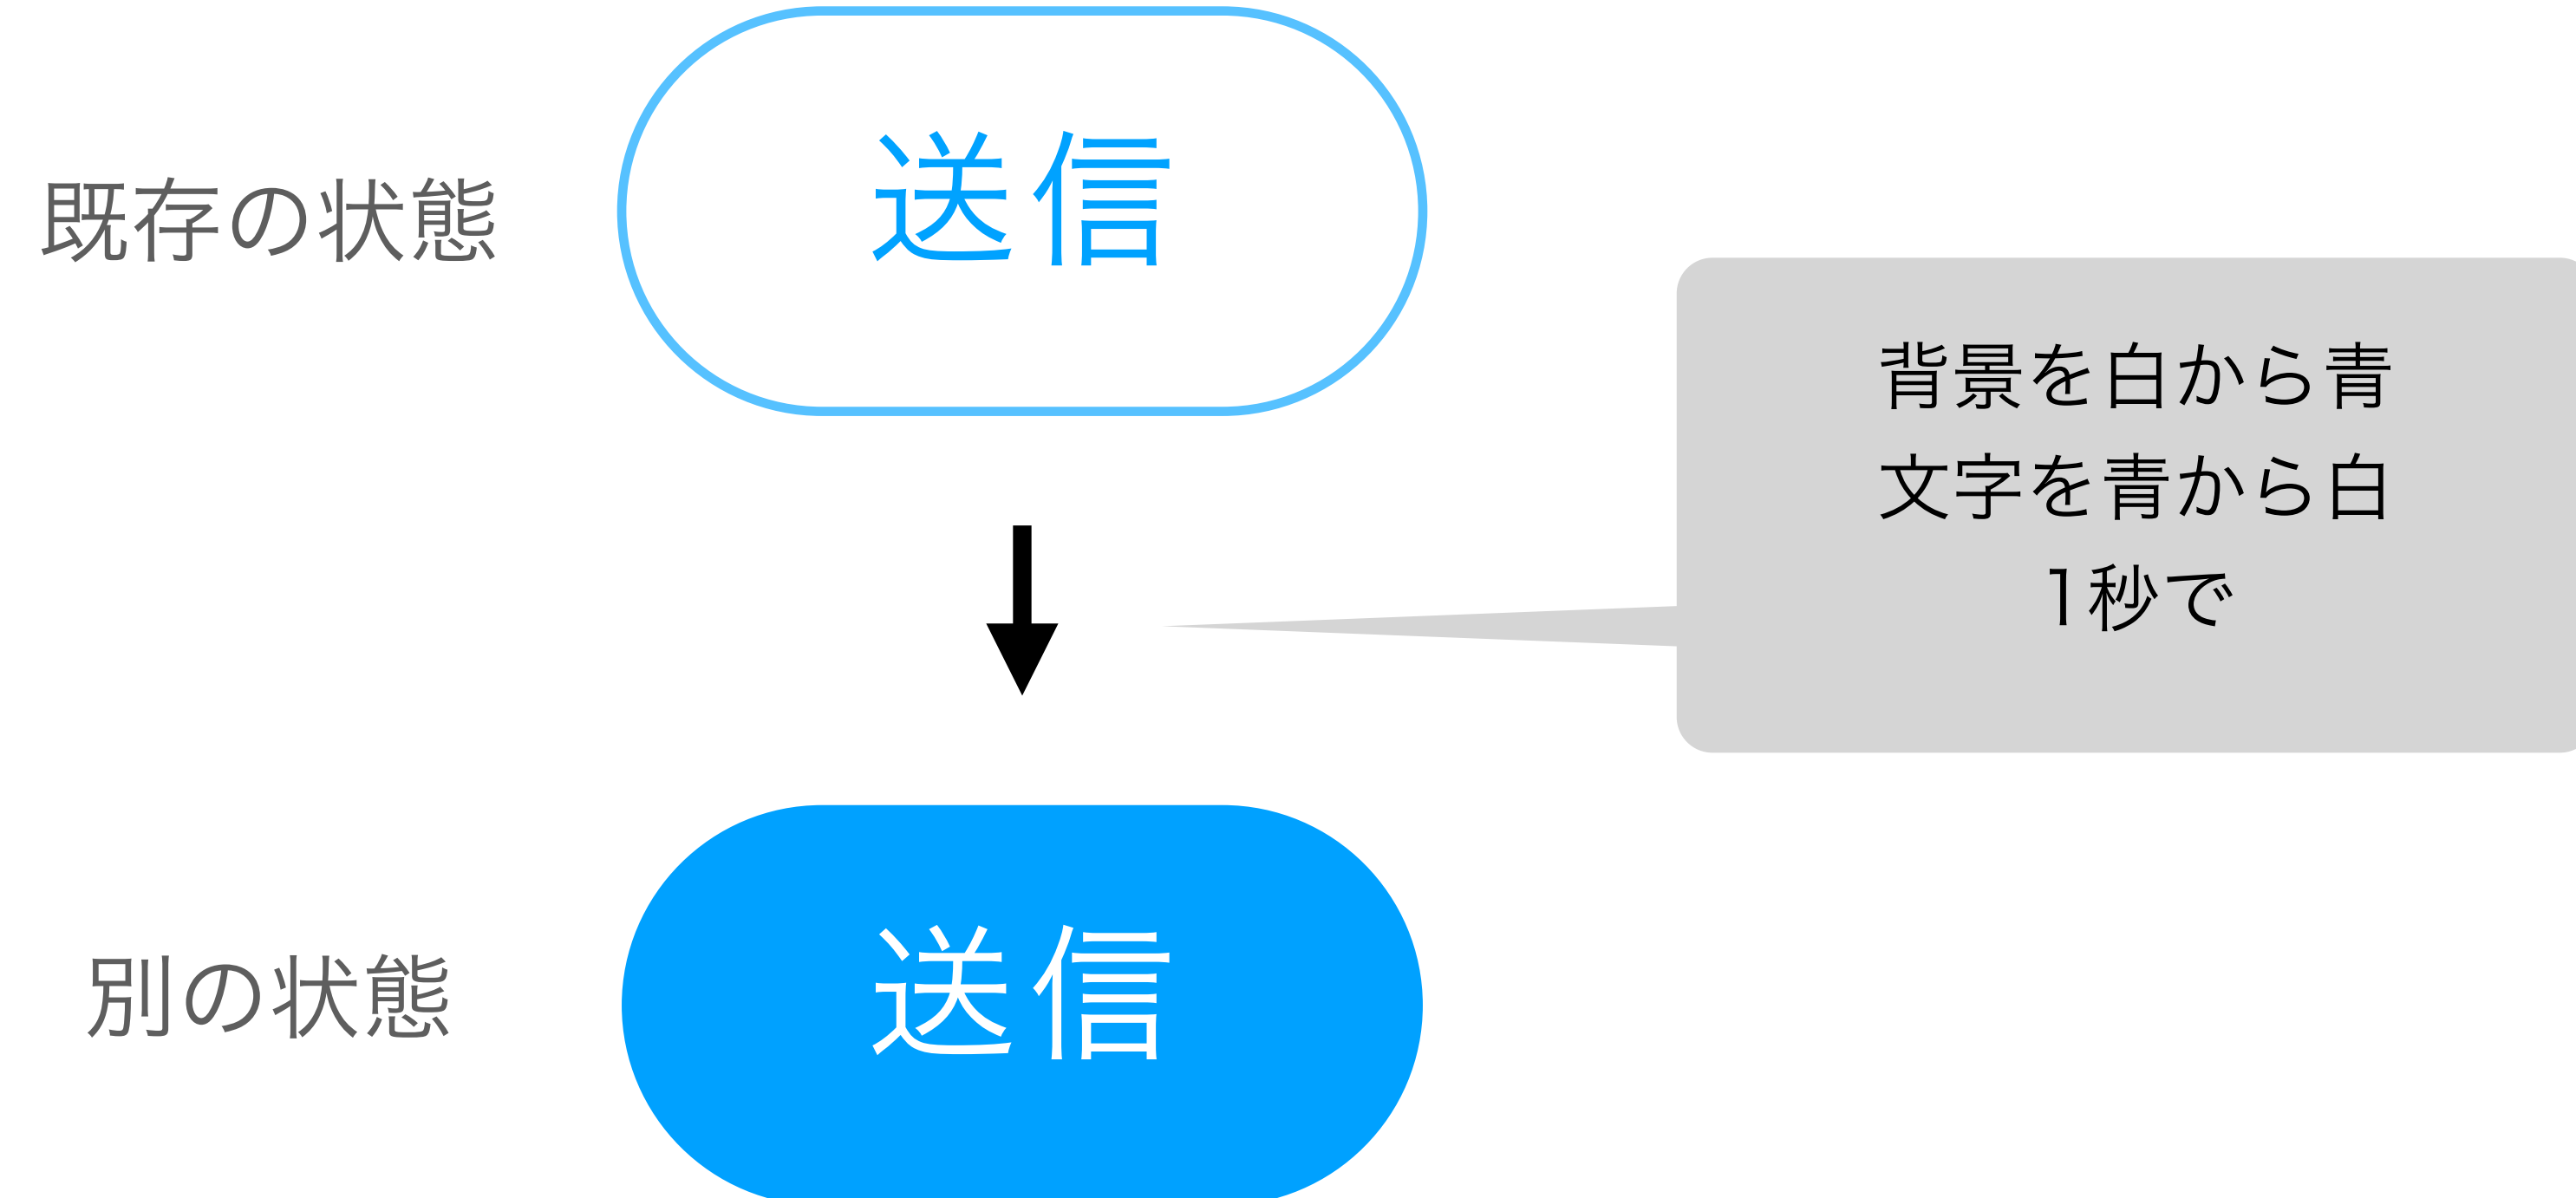 既存の状態
送信
背景を白から青
文字を青から白
1秒で
別の状態
送信